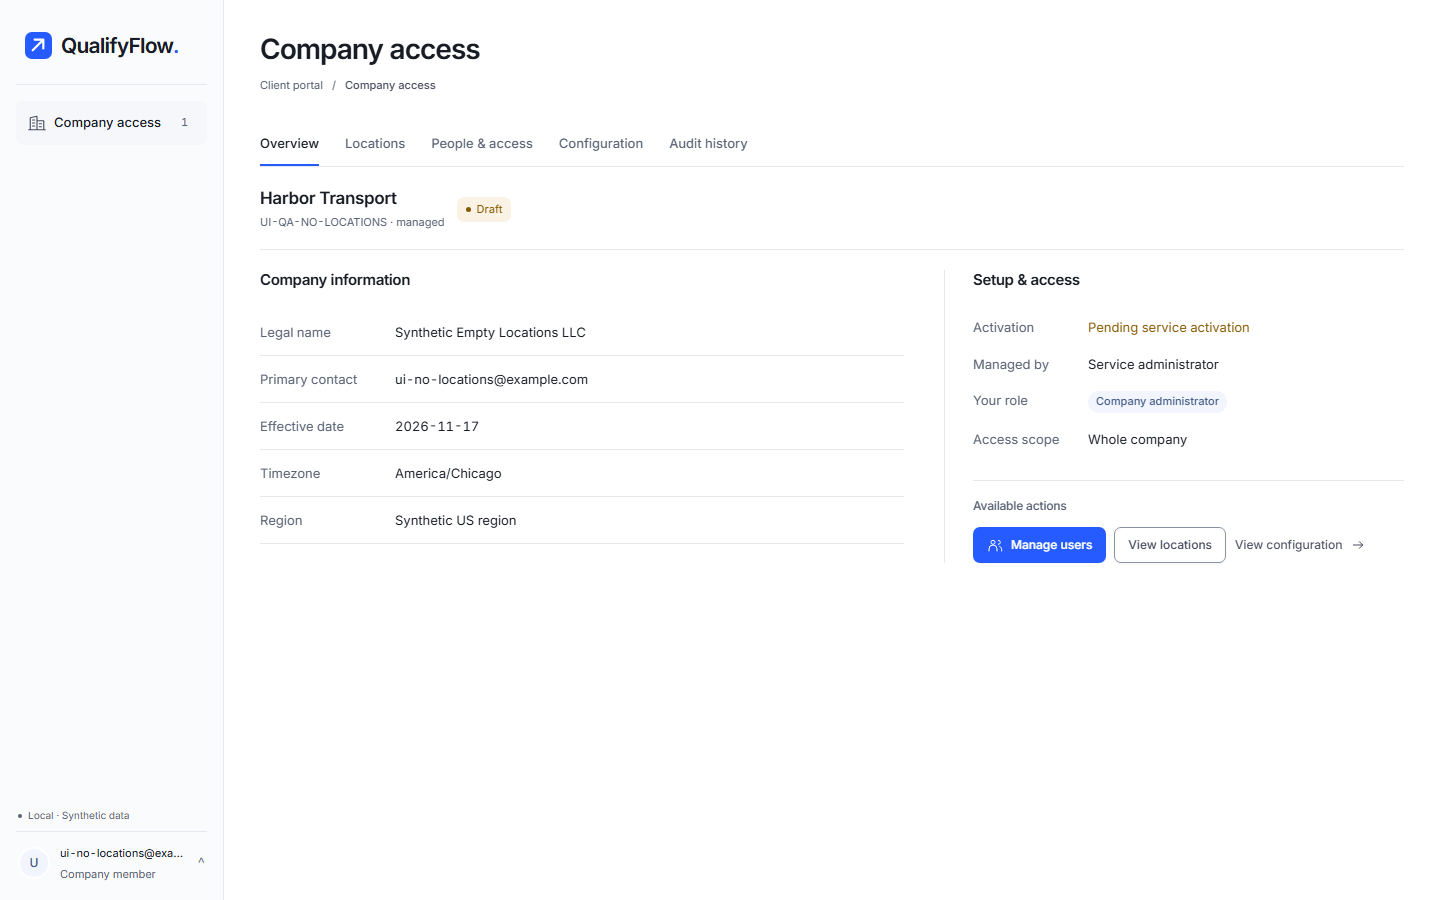 QualifyFlow.
Company access 1
Local · Synthetic data
U
ui-no-locations@exa...
Company member
Company access
Client portal / Company access
Overview Locations People & access Configuration Audit history
Harbor Transport
UI-QA-NO-LOCATIONS · managed
Draft
Company information
Legal name Synthetic Empty Locations LLC
Primary contact ui-no-locations@example.com
Effective date 2026-11-17
Timezone America/Chicago
Region Synthetic US region
Setup & access
Activation Pending service activation
Managed by Service administrator
Your role Company administrator
Access scope Whole company
Available actions
Manage users View locations View configuration →